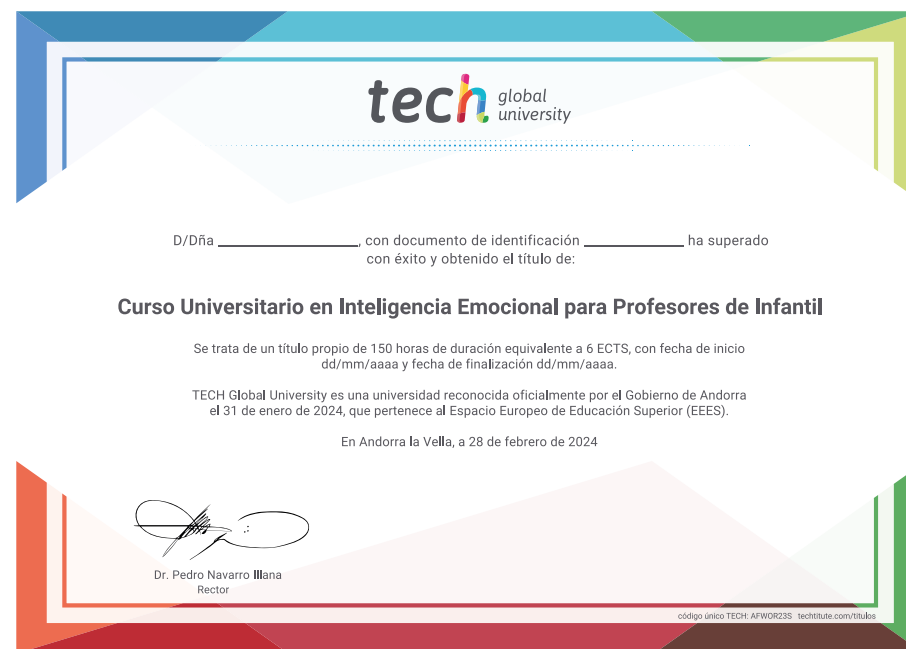 tech global university
D/Dña ______________, con documento de identificación __________ ha superado
con éxito y obtenido el título de:
Curso Universitario en Inteligencia Emocional para Profesores de Infantil
Se trata de un título propio de 150 horas de duración equivalente a 6 ECTS, con fecha de inicio
dd/mm/aaaa y fecha de finalización dd/mm/aaaa.
TECH Global University es una universidad reconocida oficialmente por el Gobierno de Andorra
el 31 de enero de 2024, que pertenece al Espacio Europeo de Educación Superior (EEES).
En Andorra la Vella, a 28 de febrero de 2024
Dr. Pedro Navarro Illana
Rector
código único TECH: AFWOR23S techtitute.com/titulos